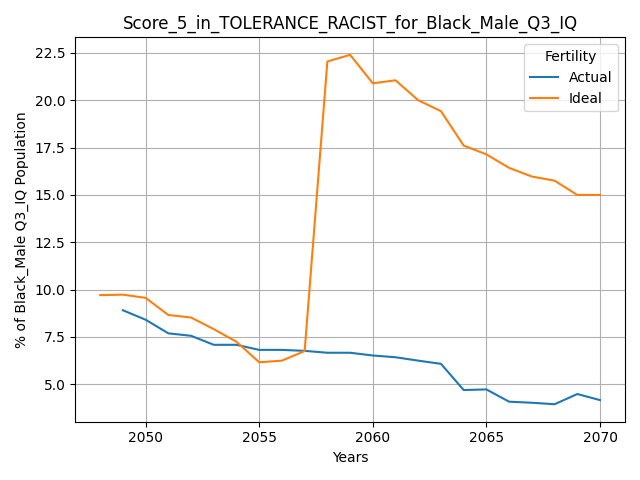 Score_5_in_TOLERANCE_RACIST_for_Black_Male_Q3_IQ
Fertility
Actual
Ideal
% of Black_Male Q3_IQ Population
22.5
20.0
17.5
15.0
12.5
10.0
7.5
5.0
2050
2055
2060
2065
2070
Years